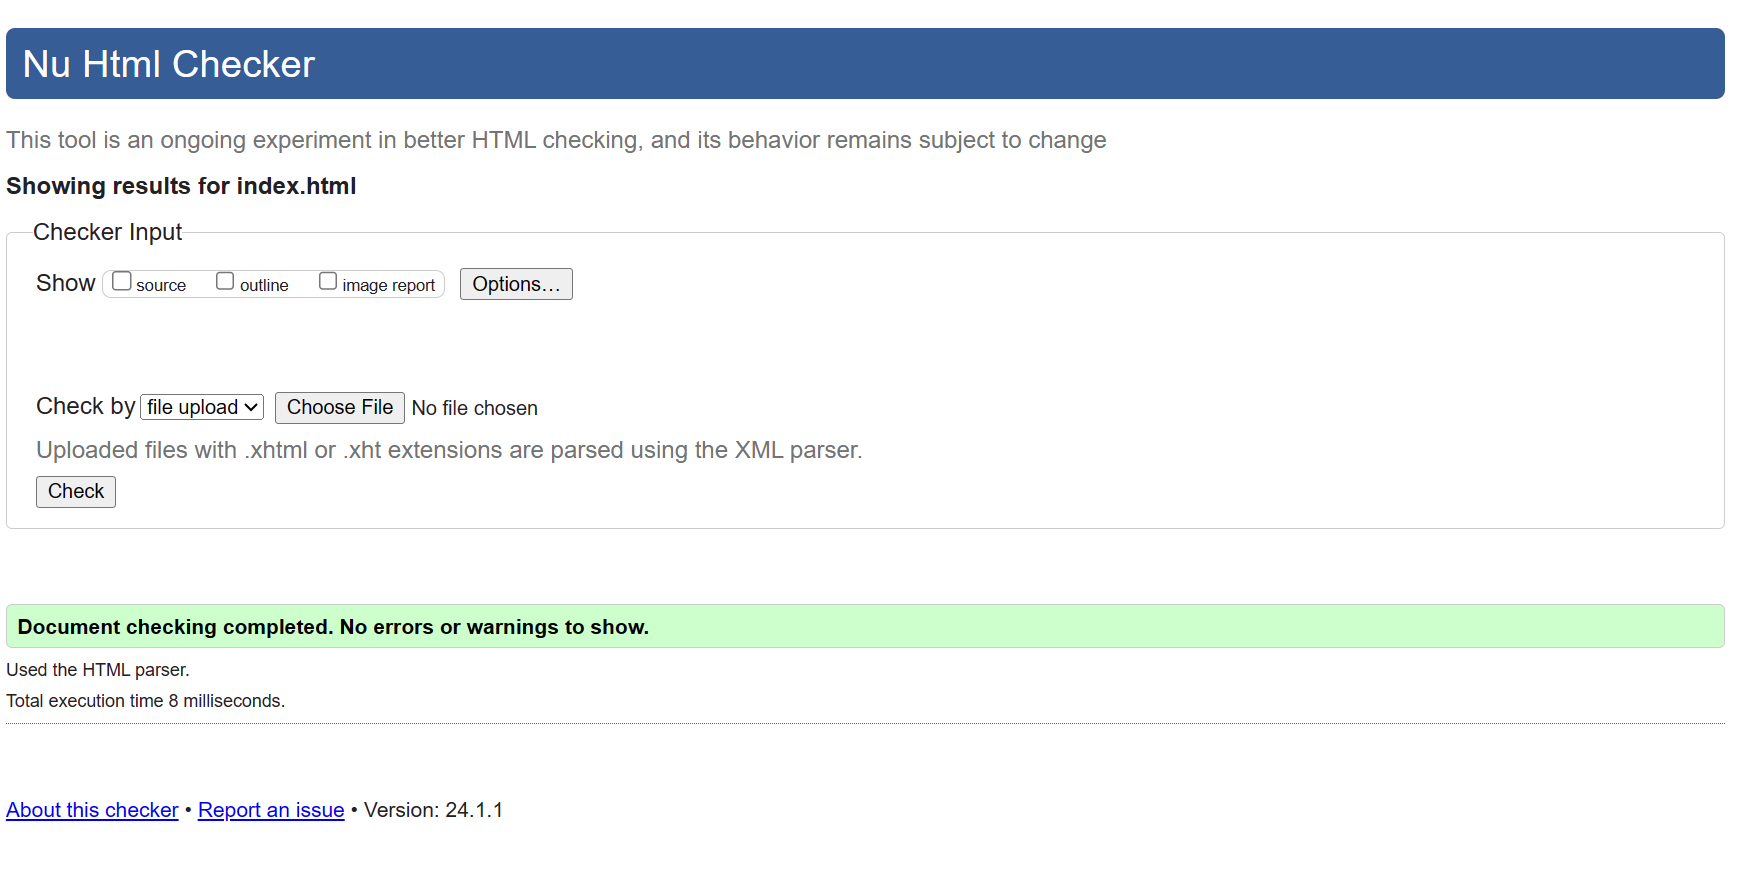 Nu Html Checker
This tool is an ongoing experiment in better HTML checking, and its behavior remains subject to change
Showing results for index.html
Checker Input
Show source outline image report Options…
Check by file upload Choose File No file chosen
Uploaded files with .xhtml or .xht extensions are parsed using the XML parser.
Check
Document checking completed. No errors or warnings to show.
Used the HTML parser.
Total execution time 8 milliseconds.
About this checker • Report an issue • Version: 24.1.1